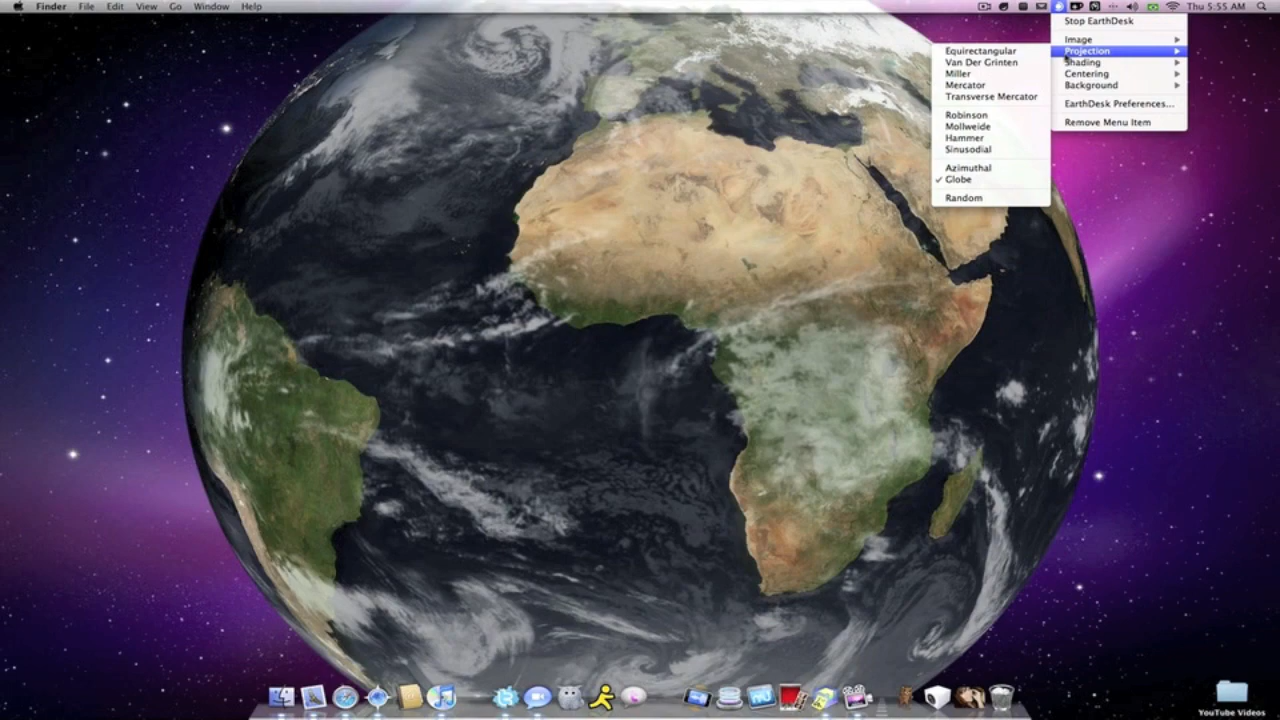 Finder File Edit View Go Window Help
Thu 5:55 AM
Stop EarthDesk
Image
Projection
Shading
Centering
Background
EarthDesk Preferences...
Remove Menu Item
Equirectangular
Van Der Grinten
Miller
Mercator
Transverse Mercator
Robinson
Mollweide
Hammer
Sinusodial
Azimuthal
Globe
Random
YouTube Videos